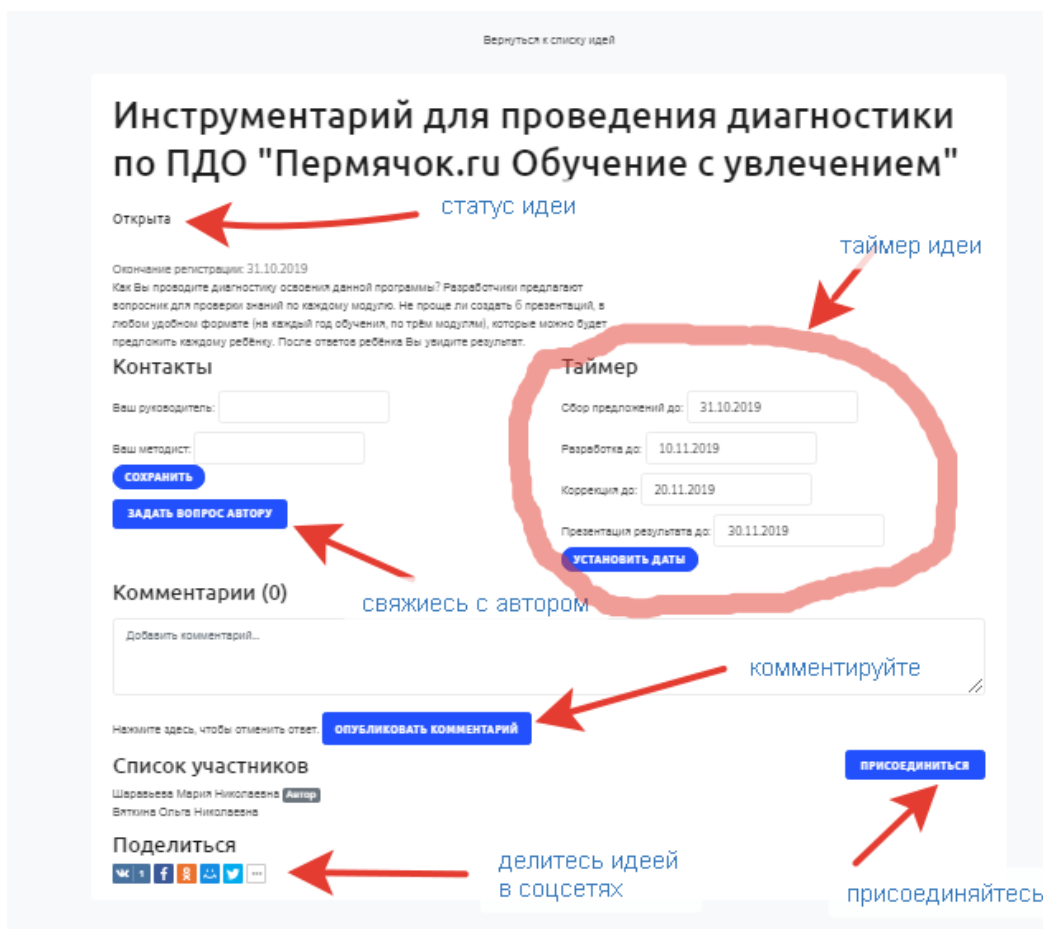 Вернуться к списку идей
Инструментарий для проведения диагностики
по ПДО "Пермячок.ru Обучение с увлечением"
статус идеи
Открыта
таймер идеи
Окончание регистрации: 31.10.2019
Как Вы проводите диагностику освоения данной программы? Разработчики предлагают
вопросник для проверки знаний по каждому модулю. Не проще ли создать 6 презентаций, в
любом удобном формате (на каждый год обучения, по трём модулям), которые можно будет
предложить каждому ребёнку. После ответов ребёнка Вы увидите результат.
Контакты
Ваш руководитель:
Ваш методист:
СОХРАНИТЬ
ЗАДАТЬ ВОПРОС АВТОРУ
Таймер
Сбор предложений до: 31.10.2019
Разработка до: 10.11.2019
Коррекция до: 20.11.2019
Презентация результата до: 30.11.2019
УСТАНОВИТЬ ДАТЫ
свяжиесь с автором
Комментарии (0)
Добавить комментарий...
комментируйте
Нажмите здесь, чтобы отменить ответ. ОПУБЛИКОВАТЬ КОММЕНТАРИЙ
Список участников
ПРИСОЕДИНИТЬСЯ
Шаравьева Мария Николаевна Автор
Вяткина Ольга Николаевна
Поделиться
1
делитесь идеей
в соцсетях
присоединяйтесь